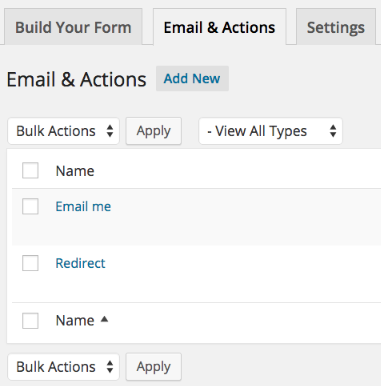 Build Your Form Email & Actions Settings
Email & Actions Add New
Bulk Actions Apply - View All Types
Name
Email me
Redirect
Name
Bulk Actions Apply